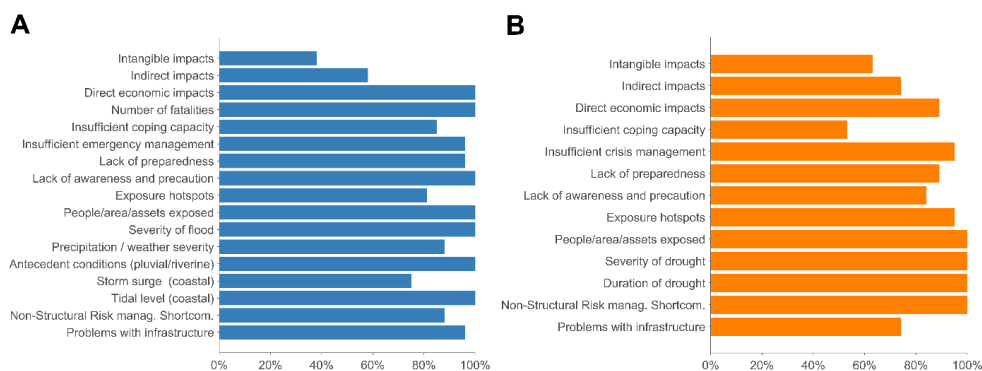 A
Intangible impacts
Indirect impacts
Direct economic impacts
Number of fatalities
Insufficient coping capacity
Insufficient emergency management
Lack of preparedness
Lack of awareness and precaution
Exposure hotspots
People/area/assets exposed
Severity of flood
Precipitation / weather severity
Antecedent conditions (pluvial/riverine)
Storm surge (coastal)
Tidal level (coastal)
Non-Structural Risk manag. Shortcom.
Problems with infrastructure
0% 20% 40% 60% 80% 100%
B
Intangible impacts
Indirect impacts
Direct economic impacts
Insufficient coping capacity
Insufficient crisis management
Lack of preparedness
Lack of awareness and precaution
Exposure hotspots
People/area/assets exposed
Severity of drought
Duration of drought
Non-Structural Risk manag. Shortcom.
Problems with infrastructure
0% 20% 40% 60% 80% 100%